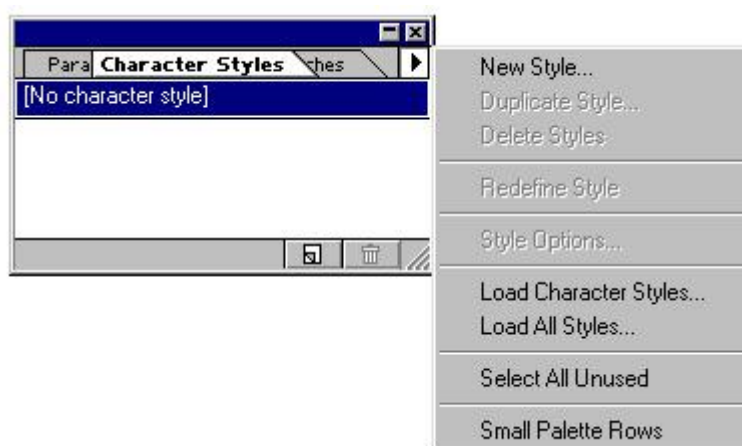 Para Character Styles ches
[No character style]
New Style...
Duplicate Style...
Delete Styles
Redefine Style
Style Options...
Load Character Styles...
Load All Styles...
Select All Unused
Small Palette Rows